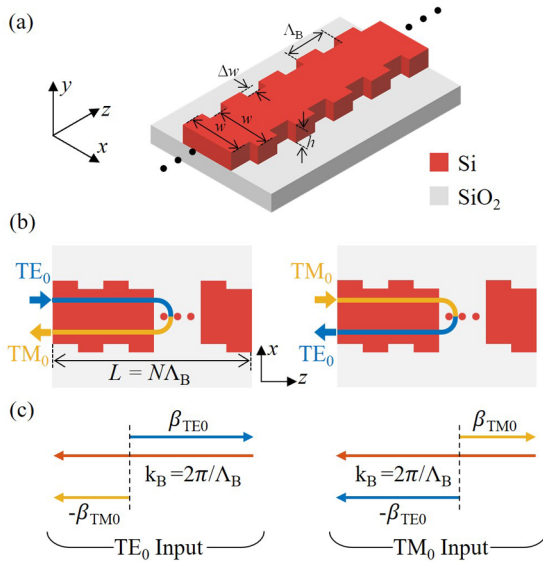 (a)
Λ_B
Δw
y
z
x
w
w
h
Si
SiO₂
(b)
TE₀
TM₀
L = NΛ_B
x
z
TM₀
TE₀
(c)
β_TE0
k_B = 2π/Λ_B
-β_TM0
TE₀ Input
β_TM0
k_B = 2π/Λ_B
-β_TE0
TM₀ Input